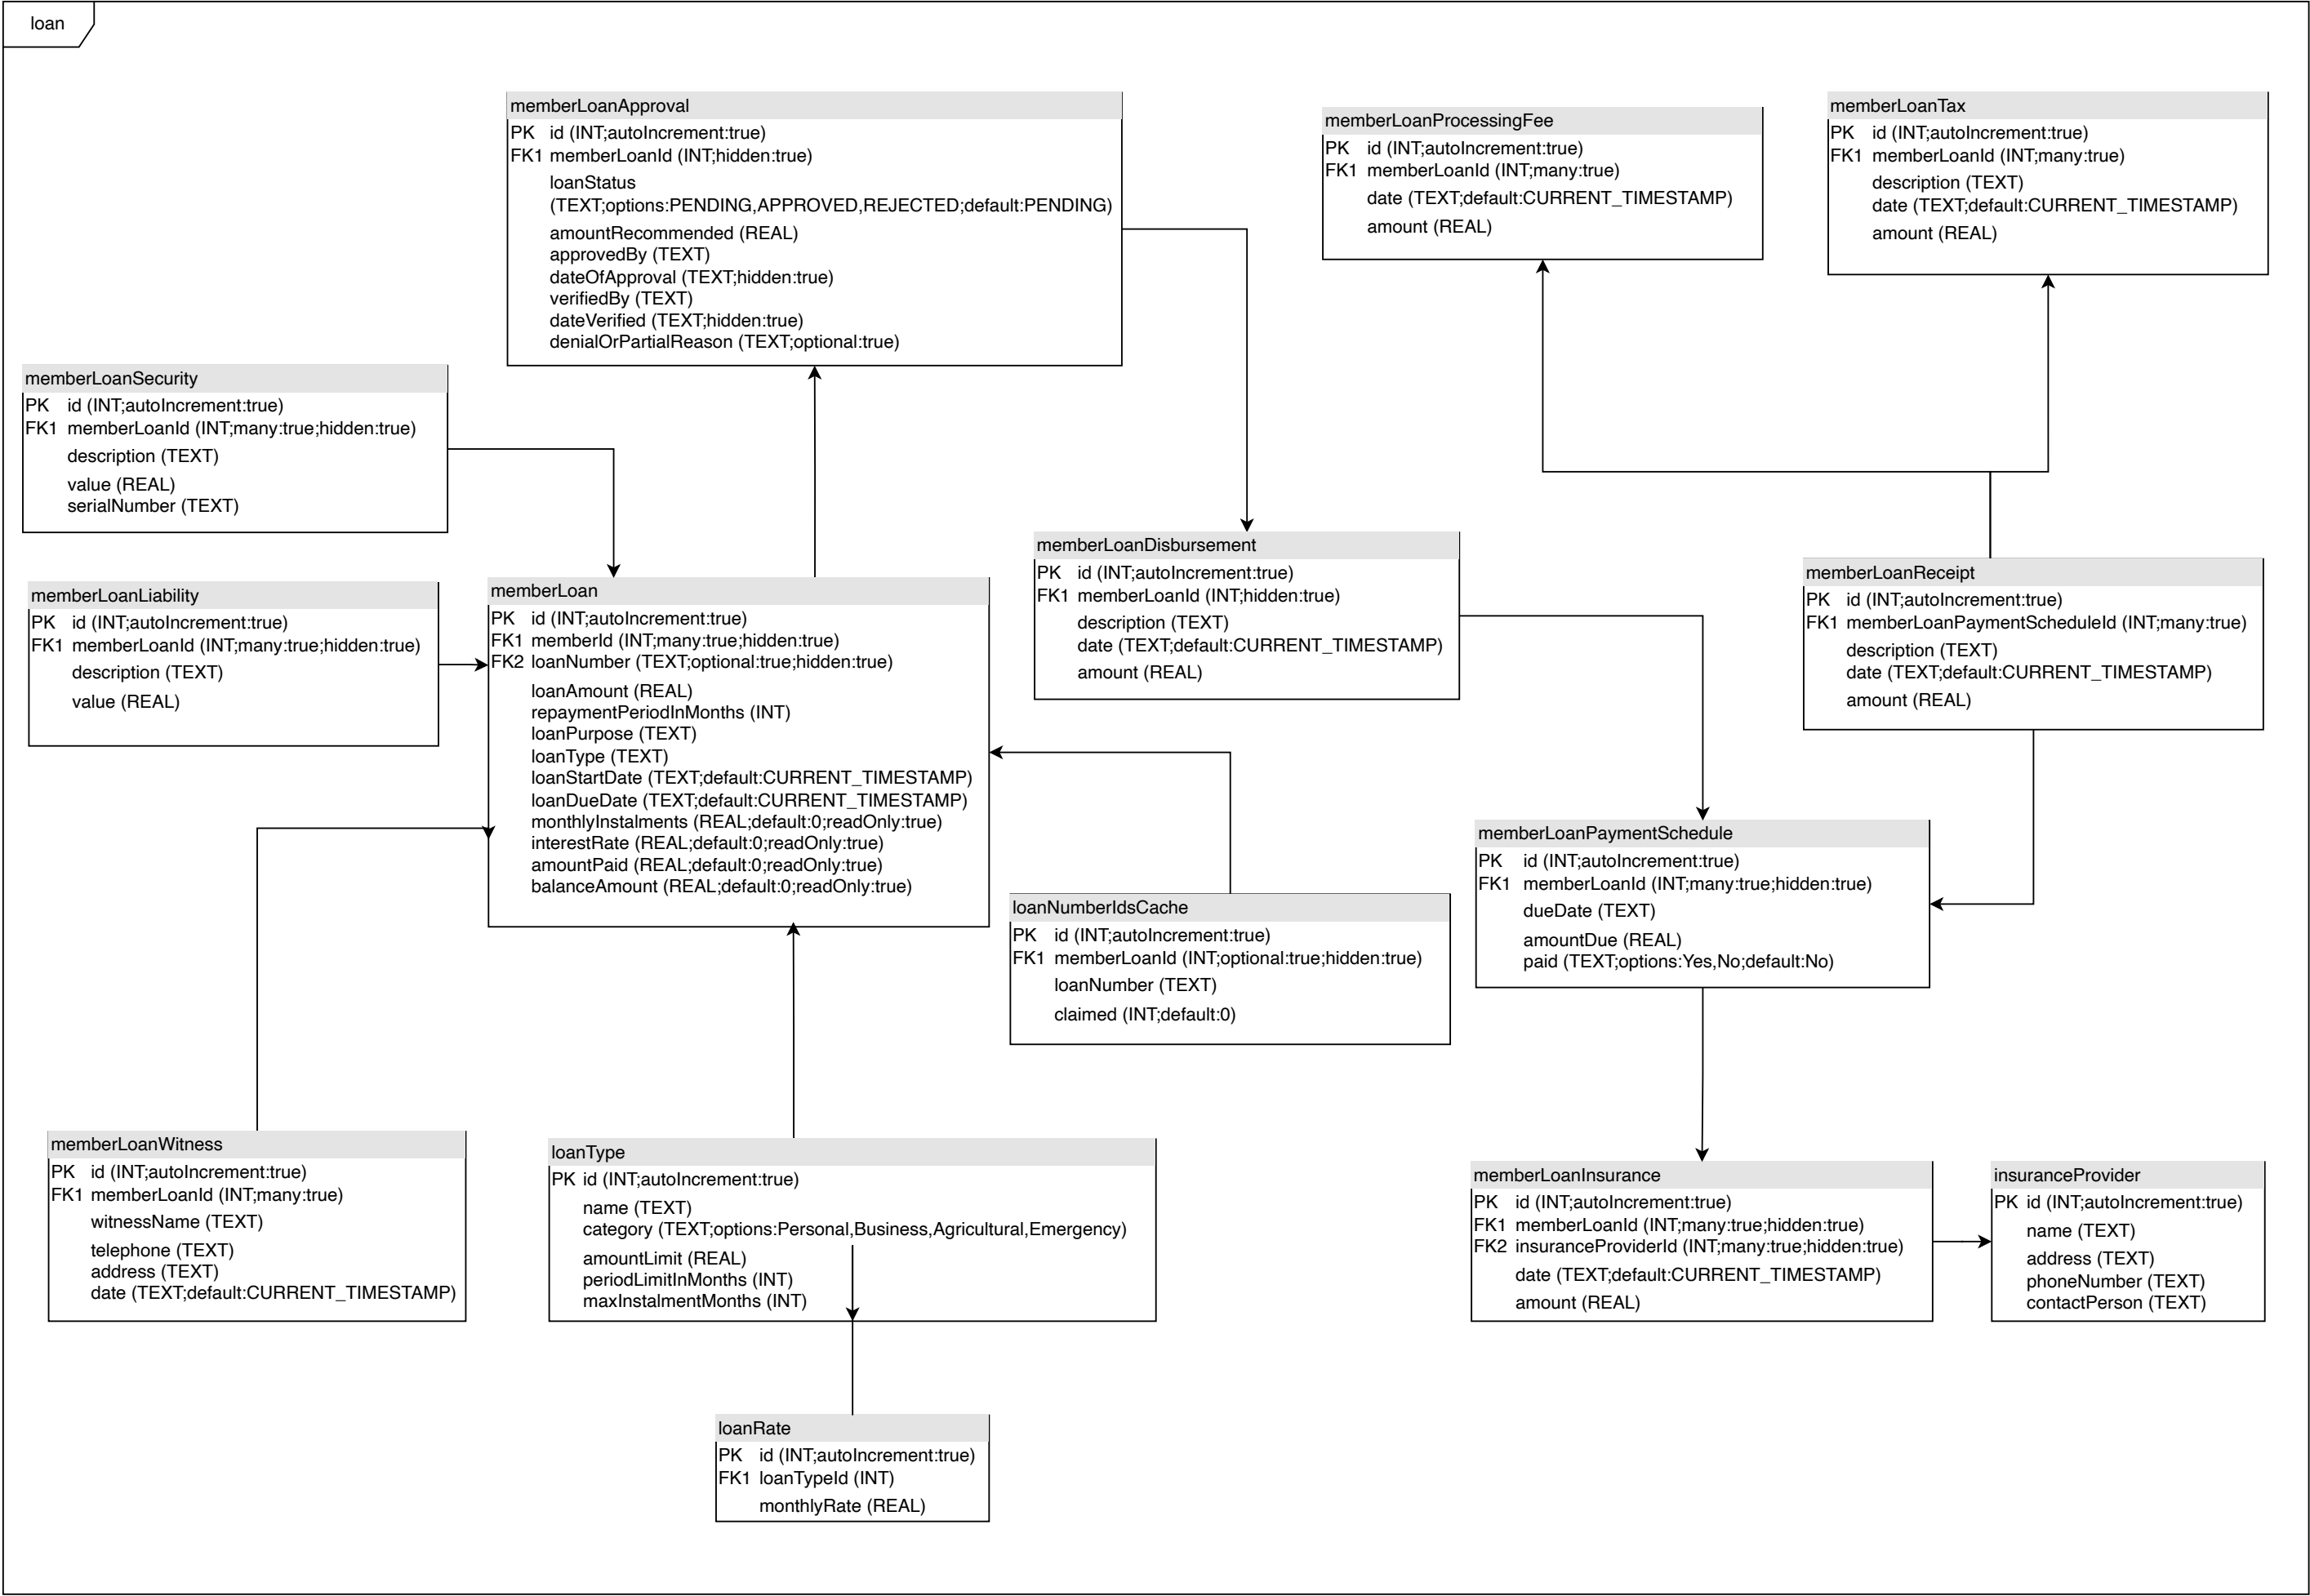 loan
memberLoanApproval
PK id (INT;autoIncrement:true)
FK1 memberLoanId (INT;hidden:true)
loanStatus
(TEXT;options:PENDING,APPROVED,REJECTED;default:PENDING)
amountRecommended (REAL)
approvedBy (TEXT)
dateOfApproval (TEXT;hidden:true)
verifiedBy (TEXT)
dateVerified (TEXT;hidden:true)
denialOrPartialReason (TEXT;optional:true)
memberLoanProcessingFee
PK id (INT;autoIncrement:true)
FK1 memberLoanId (INT;many:true)
date (TEXT;default:CURRENT_TIMESTAMP)
amount (REAL)
memberLoanTax
PK id (INT;autoIncrement:true)
FK1 memberLoanId (INT;many:true)
description (TEXT)
date (TEXT;default:CURRENT_TIMESTAMP)
amount (REAL)
memberLoanSecurity
PK id (INT;autoIncrement:true)
FK1 memberLoanId (INT;many:true;hidden:true)
description (TEXT)
value (REAL)
serialNumber (TEXT)
memberLoanLiability
PK id (INT;autoIncrement:true)
FK1 memberLoanId (INT;many:true;hidden:true)
description (TEXT)
value (REAL)
memberLoan
PK id (INT;autoIncrement:true)
FK1 memberId (INT;many:true;hidden:true)
FK2 loanNumber (TEXT;optional:true;hidden:true)
loanAmount (REAL)
repaymentPeriodInMonths (INT)
loanPurpose (TEXT)
loanType (TEXT)
loanStartDate (TEXT;default:CURRENT_TIMESTAMP)
loanDueDate (TEXT;default:CURRENT_TIMESTAMP)
monthlyInstalments (REAL;default:0;readOnly:true)
interestRate (REAL;default:0;readOnly:true)
amountPaid (REAL;default:0;readOnly:true)
balanceAmount (REAL;default:0;readOnly:true)
memberLoanDisbursement
PK id (INT;autoIncrement:true)
FK1 memberLoanId (INT;hidden:true)
description (TEXT)
date (TEXT;default:CURRENT_TIMESTAMP)
amount (REAL)
memberLoanReceipt
PK id (INT;autoIncrement:true)
FK1 memberLoanPaymentScheduleId (INT;many:true)
description (TEXT)
date (TEXT;default:CURRENT_TIMESTAMP)
amount (REAL)
memberLoanPaymentSchedule
PK id (INT;autoIncrement:true)
FK1 memberLoanId (INT;many:true;hidden:true)
dueDate (TEXT)
amountDue (REAL)
paid (TEXT;options:Yes,No;default:No)
loanNumberIdsCache
PK id (INT;autoIncrement:true)
FK1 memberLoanId (INT;optional:true;hidden:true)
loanNumber (TEXT)
claimed (INT;default:0)
memberLoanWitness
PK id (INT;autoIncrement:true)
FK1 memberLoanId (INT;many:true)
witnessName (TEXT)
telephone (TEXT)
address (TEXT)
date (TEXT;default:CURRENT_TIMESTAMP)
loanType
PK id (INT;autoIncrement:true)
name (TEXT)
category (TEXT;options:Personal,Business,Agricultural,Emergency)
amountLimit (REAL)
periodLimitInMonths (INT)
maxInstalmentMonths (INT)
memberLoanInsurance
PK id (INT;autoIncrement:true)
FK1 memberLoanId (INT;many:true;hidden:true)
FK2 insuranceProviderId (INT;many:true;hidden:true)
date (TEXT;default:CURRENT_TIMESTAMP)
amount (REAL)
insuranceProvider
PK id (INT;autoIncrement:true)
name (TEXT)
address (TEXT)
phoneNumber (TEXT)
contactPerson (TEXT)
loanRate
PK id (INT;autoIncrement:true)
FK1 loanTypeId (INT)
monthlyRate (REAL)